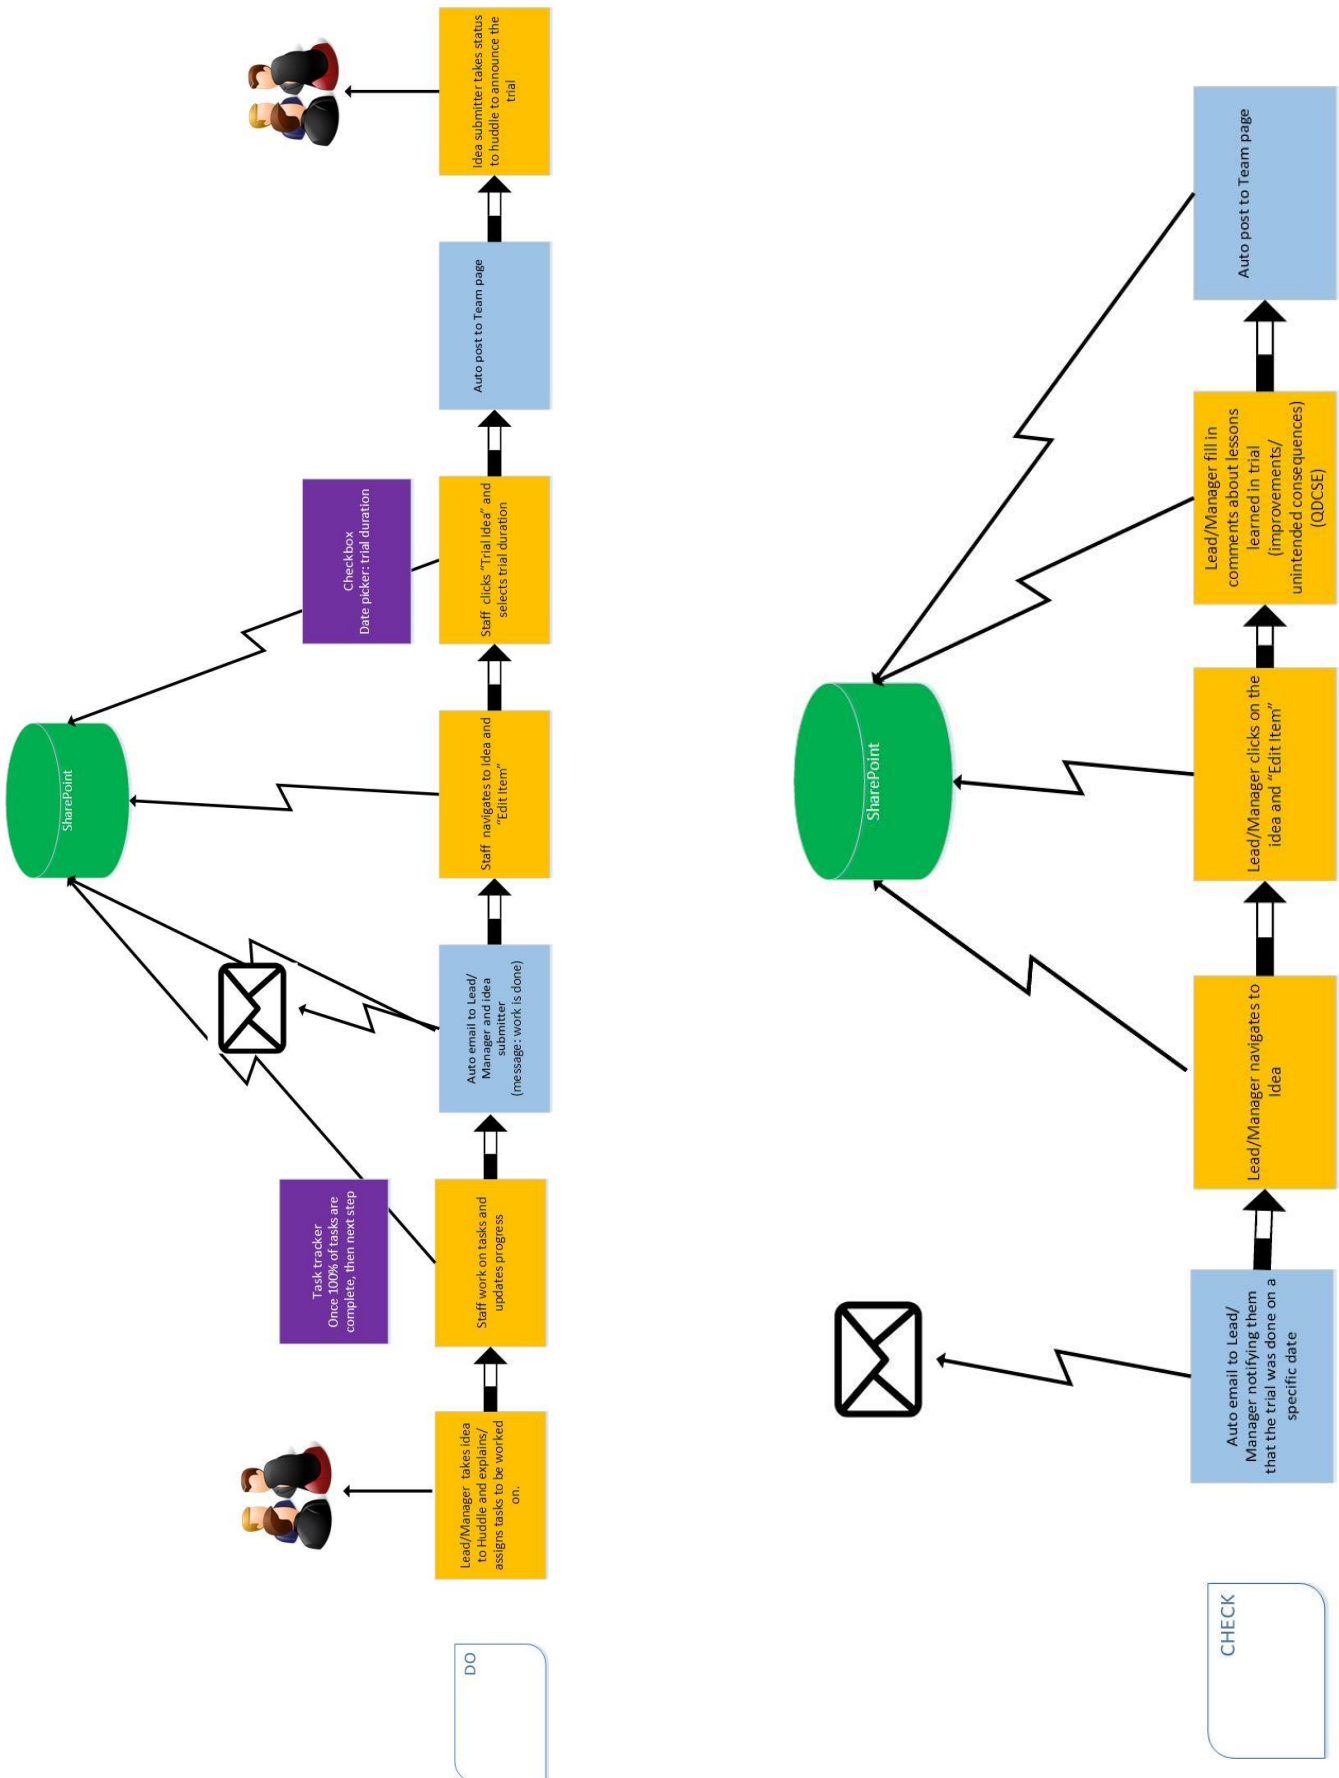 DO
SharePoint
Lead/Manager takes idea
to Huddle and explains/
assigns tasks to be worked
on.
Task tracker
Once 100% of tasks are
complete, then next step
Staff work on tasks and
updates progress
Auto email to Lead/
Manager and idea
submitter
(message: work is done)
Staff navigates to Idea and
“Edit Item”
Checkbox
Date picker: trial duration
Staff clicks “Trial Idea” and
selects trial duration
Auto post to Team page
Idea submitter takes status
to huddle to announce the
trial
CHECK
SharePoint
Auto email to Lead/
Manager notifying them
that the trial was done on a
specific date
Lead/Manager navigates to
Idea
Lead/Manager clicks on the
idea and “Edit Item”
Lead/Manager fill in
comments about lessons
learned in trial
(improvements/
unintended consequences)
(QDCSE)
Auto post to Team page